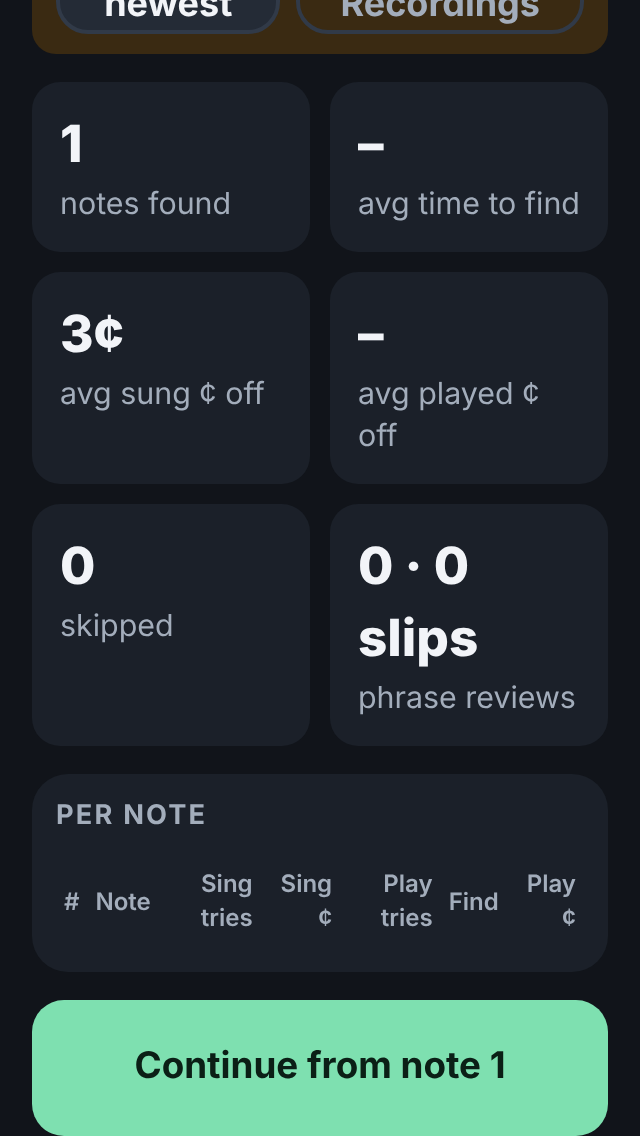 newest Recordings
1
notes found
–
avg time to find
3¢
avg sung ¢ off
–
avg played ¢
off
0
skipped
0 · 0
slips
phrase reviews
PER NOTE
# Note Sing tries Sing ¢ Play tries Find Play ¢
Continue from note 1